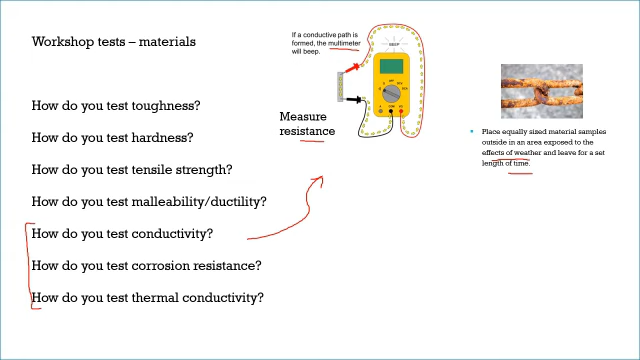 Workshop tests – materials
If a conductive path is
formed, the multimeter
will beep.
BEEP
Measure
resistance
How do you test toughness?
How do you test hardness?
How do you test tensile strength?
How do you test malleability/ductility?
How do you test conductivity?
How do you test corrosion resistance?
How do you test thermal conductivity?
Place equally sized material samples
outside in an area exposed to the
effects of weather and leave for a set
length of time.